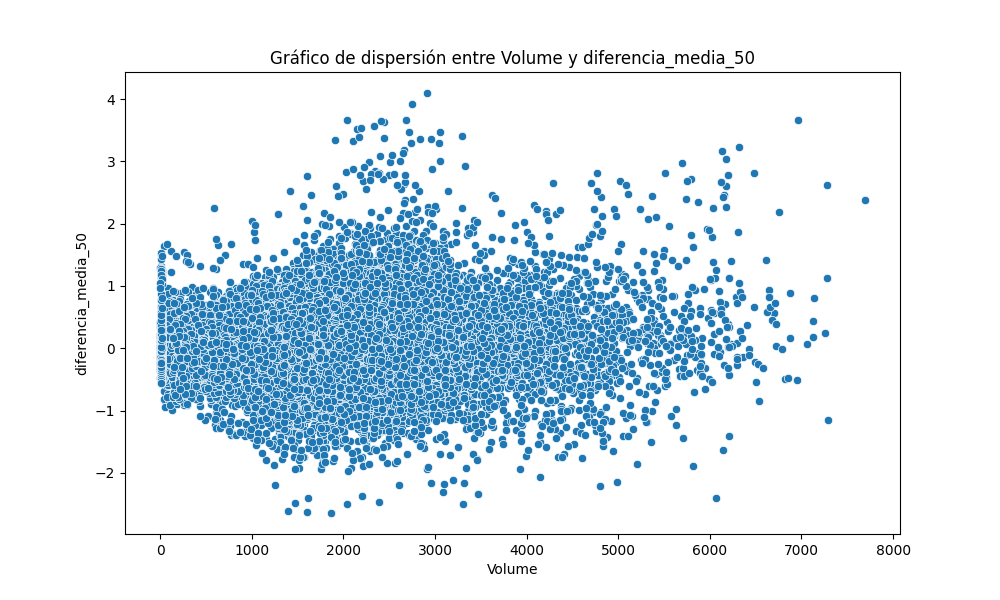 Gráfico de dispersión entre Volume y diferencia_media_50
diferencia_media_50
4
3
2
1
0
−1
−2
0 1000 2000 3000 4000 5000 6000 7000 8000
Volume